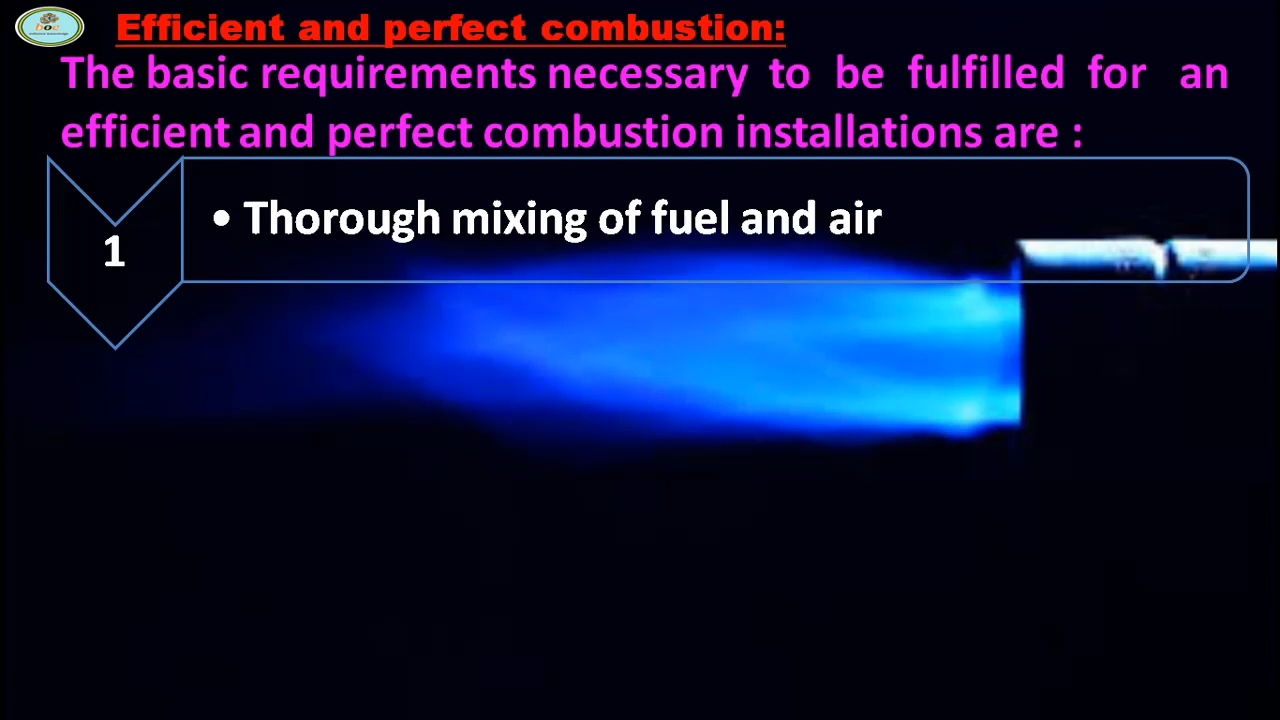 Efficient and perfect combustion:
The basic requirements necessary to be fulfilled for an
efficient and perfect combustion installations are :
1
• Thorough mixing of fuel and air